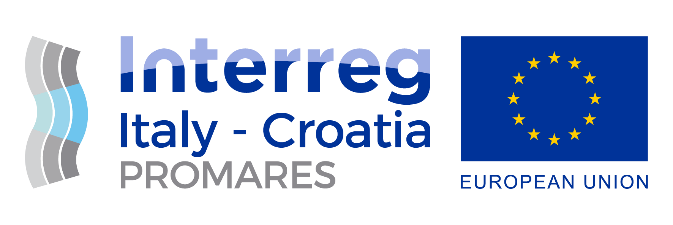 Interreg
Italy - Croatia
PROMARES
EUROPEAN UNION